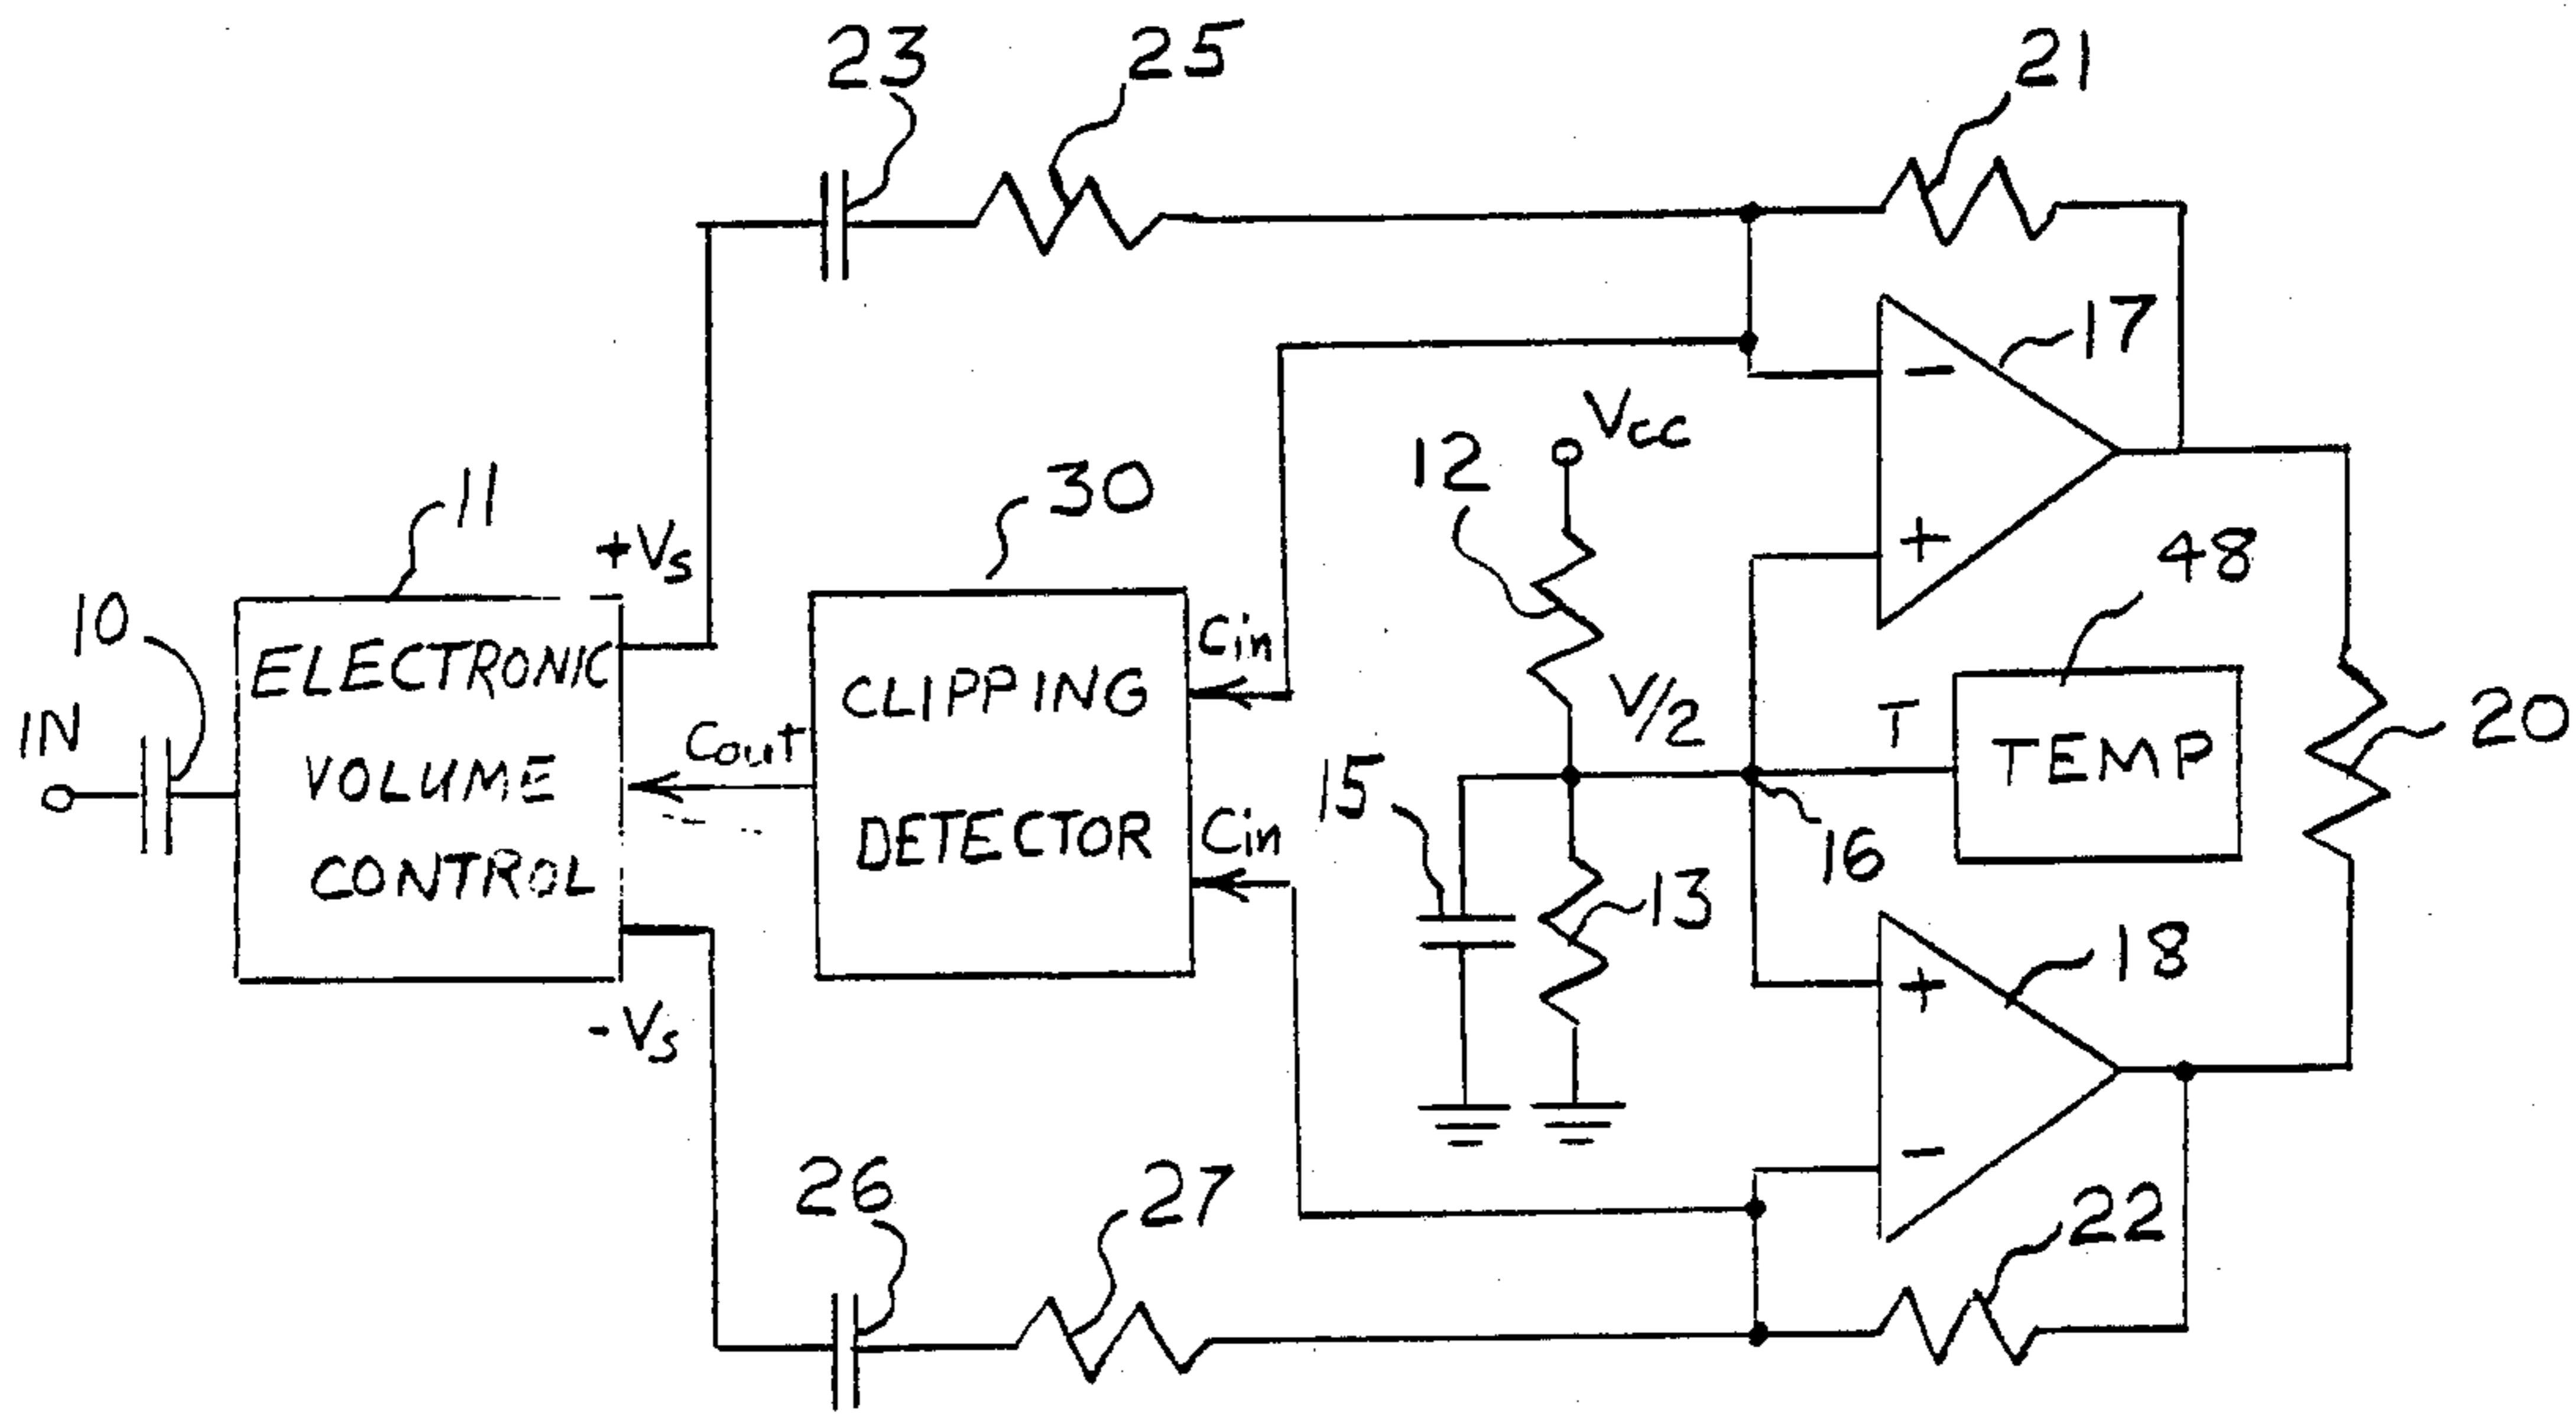 23
25
21
17
Vcc
12
11
30
+Vs
48
10
ELECTRONIC
VOLUME
CONTROL
Cin
CLIPPING
DETECTOR
IN
Cout
V/2
T
TEMP
20
15
Cin
16
13
18
-Vs
26
27
22
+
-
+
-